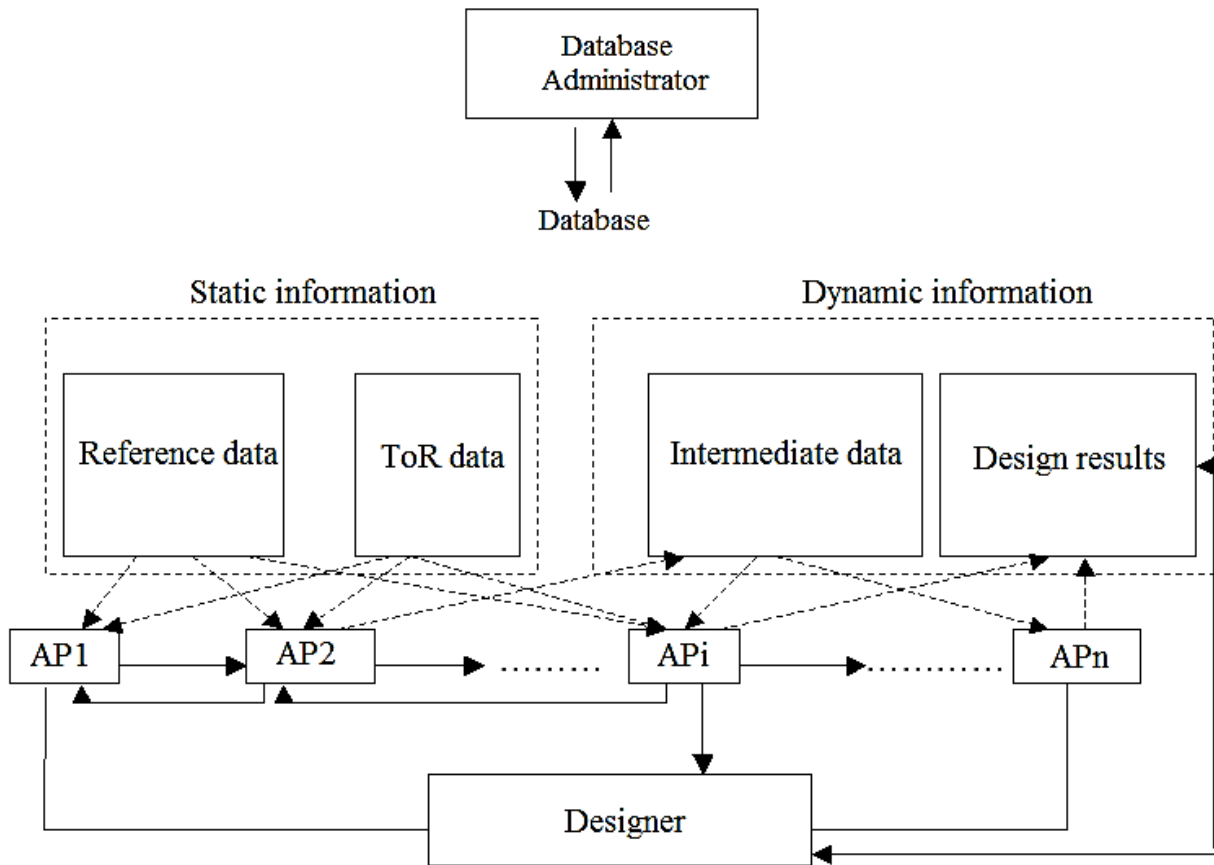 Database
Administrator
Database
Static information
Dynamic information
Reference data
ToR data
Intermediate data
Design results
AP1
AP2
........
APi
..........
APn
Designer